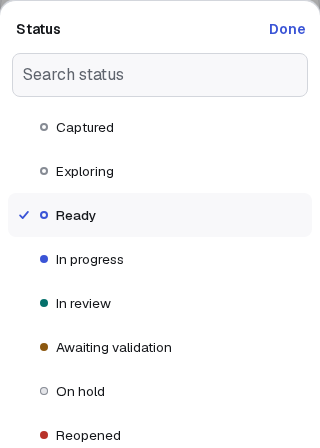 Status
Done
Search status
Captured
Exploring
Ready
In progress
In review
Awaiting validation
On hold
Reopened